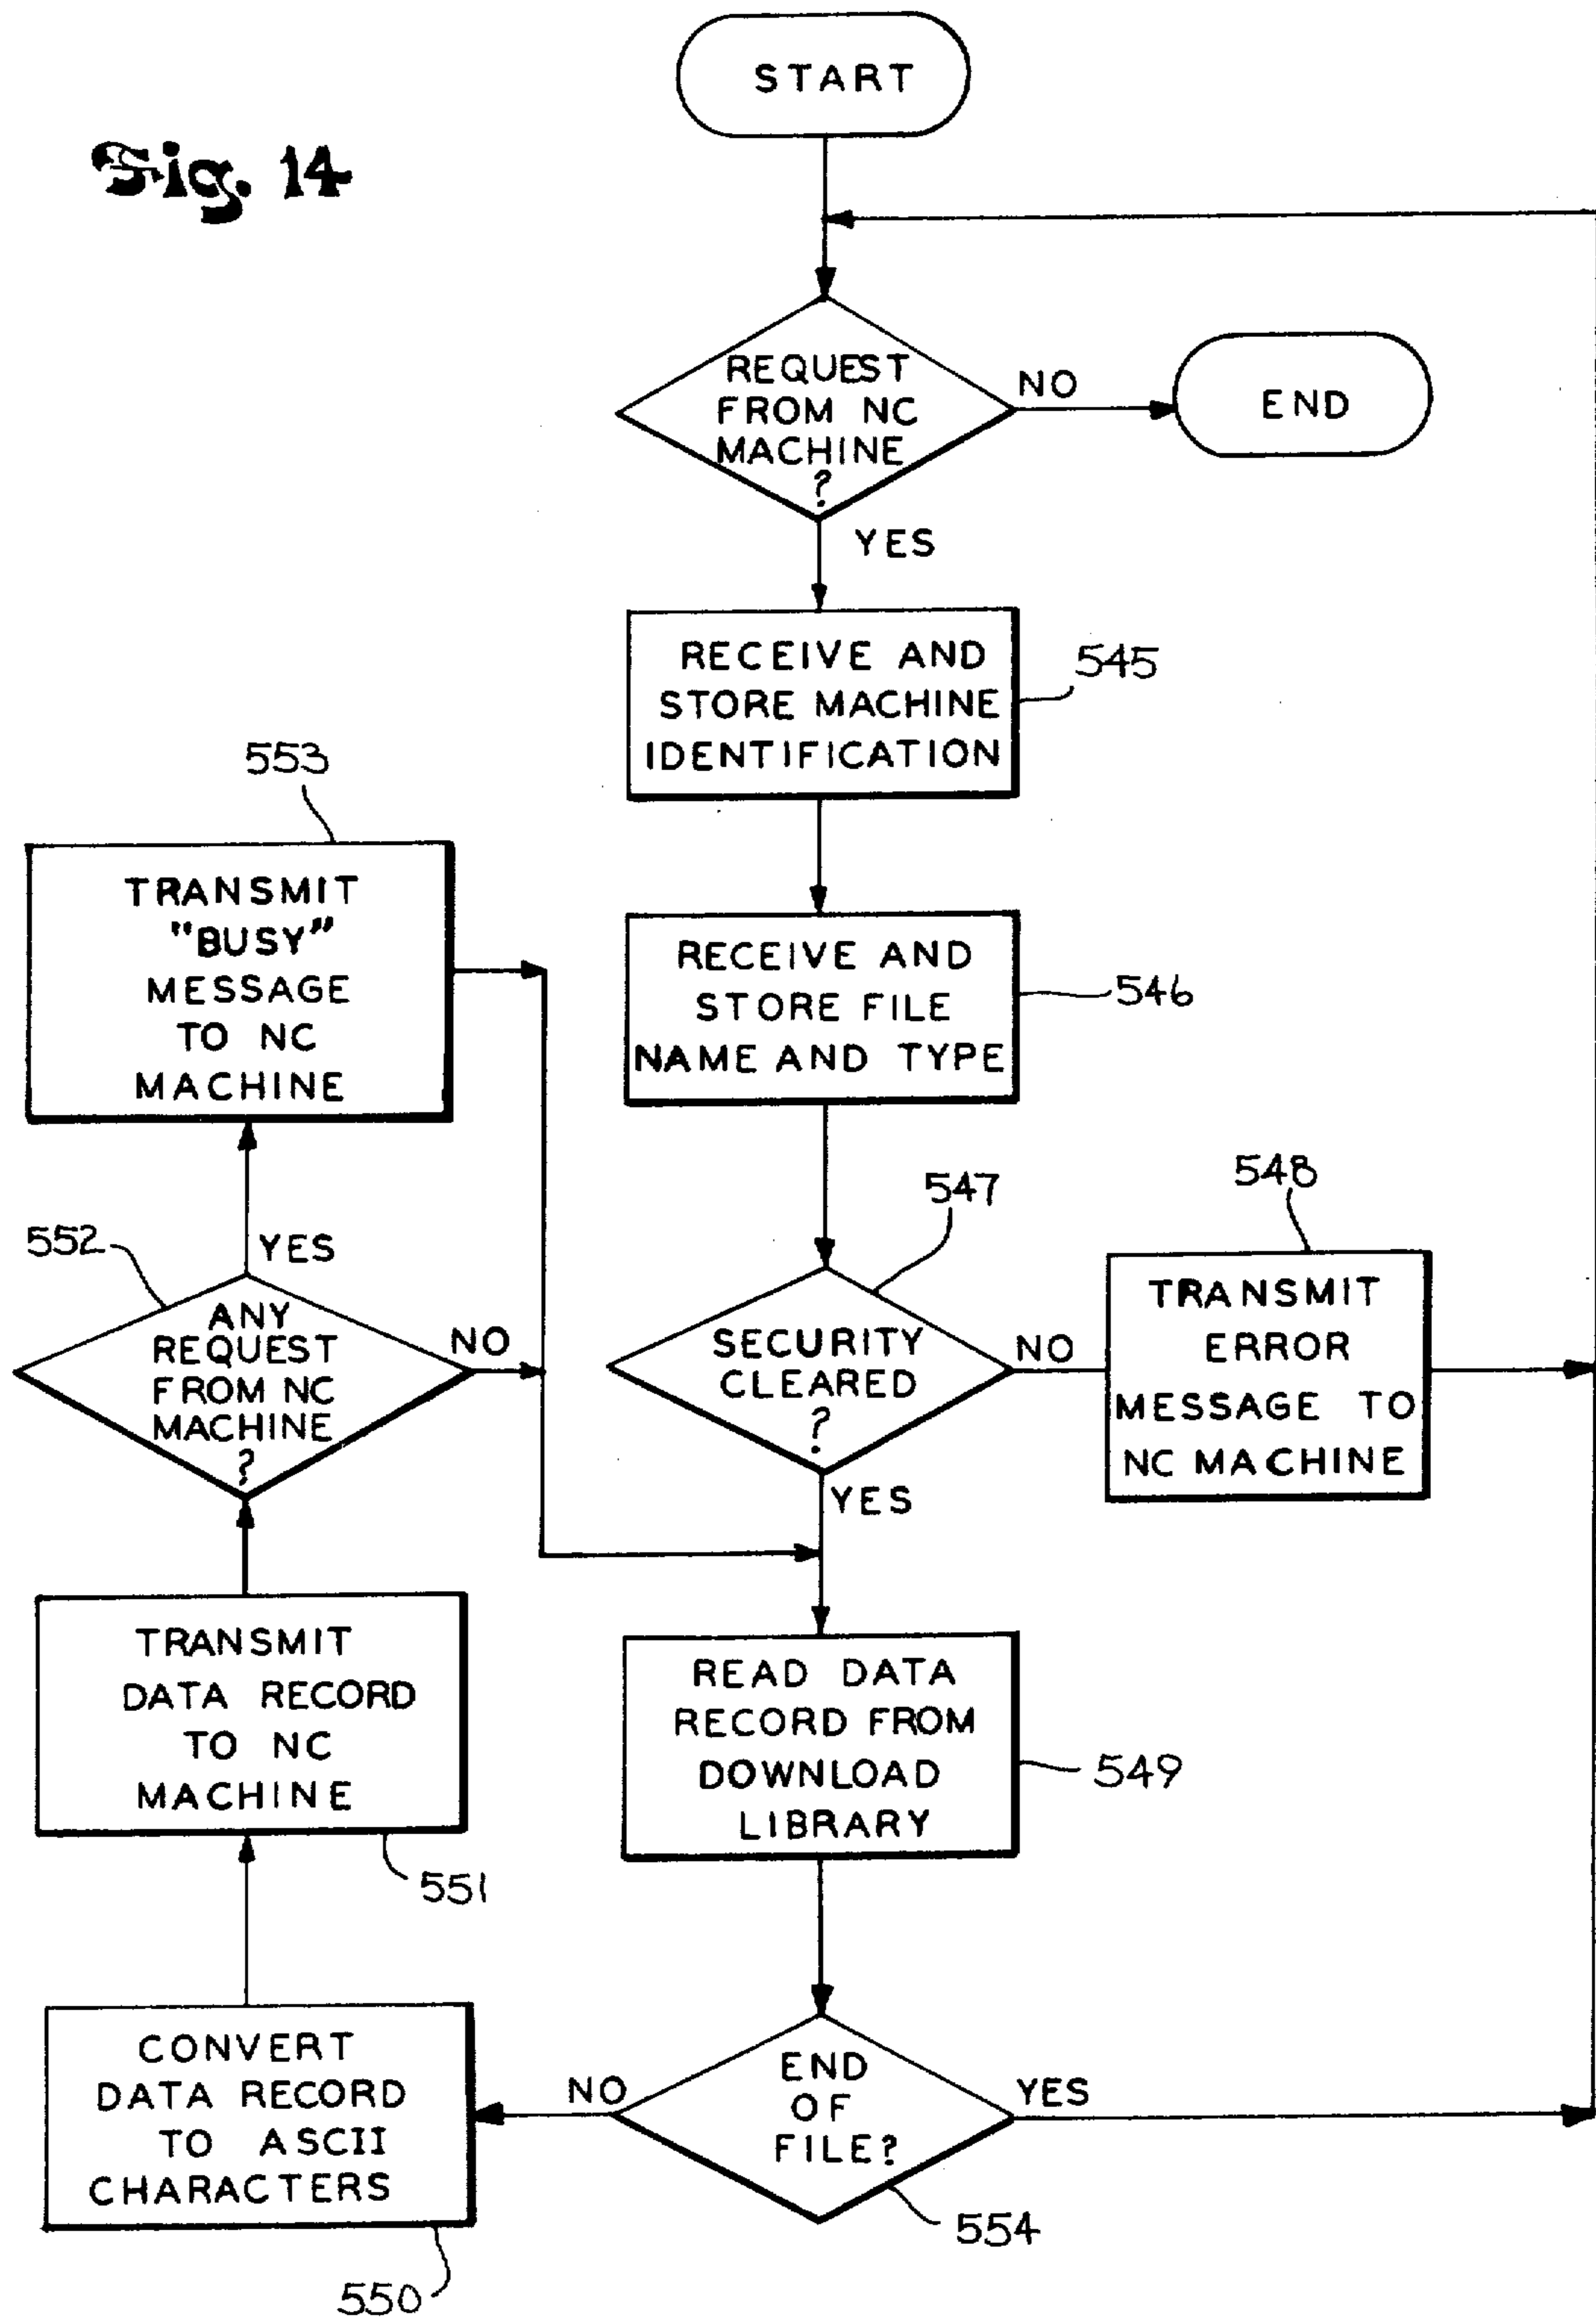 Fig. 14
START
REQUEST
FROM NC
MACHINE
?
NO
END
YES
RECEIVE AND
STORE MACHINE
IDENTIFICATION
545
RECEIVE AND
STORE FILE
NAME AND TYPE
546
547
SECURITY
CLEARED
?
NO
548
TRANSMIT
ERROR
MESSAGE TO
NC MACHINE
YES
READ DATA
RECORD FROM
DOWNLOAD
LIBRARY
549
END
OF
FILE?
554
YES
NO
CONVERT
DATA RECORD
TO ASCII
CHARACTERS
550
TRANSMIT
DATA RECORD
TO NC
MACHINE
551
552
ANY
REQUEST
FROM NC
MACHINE
?
NO
YES
553
TRANSMIT
"BUSY"
MESSAGE
TO NC
MACHINE